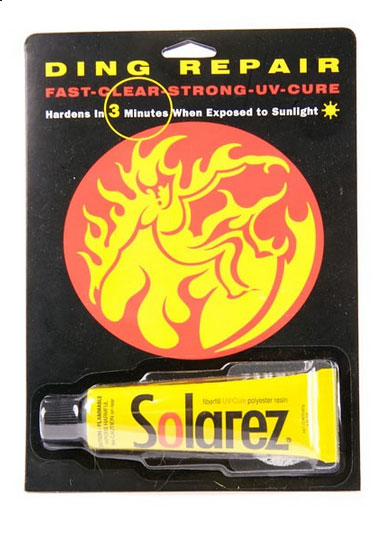 DING REPAIR
FAST-CLEAR-STRONG-UV-CURE
Hardens In 3 Minutes When Exposed to Sunlight
fiberfill UV-Cure polyester resin
Solarez
FLAMMABLE